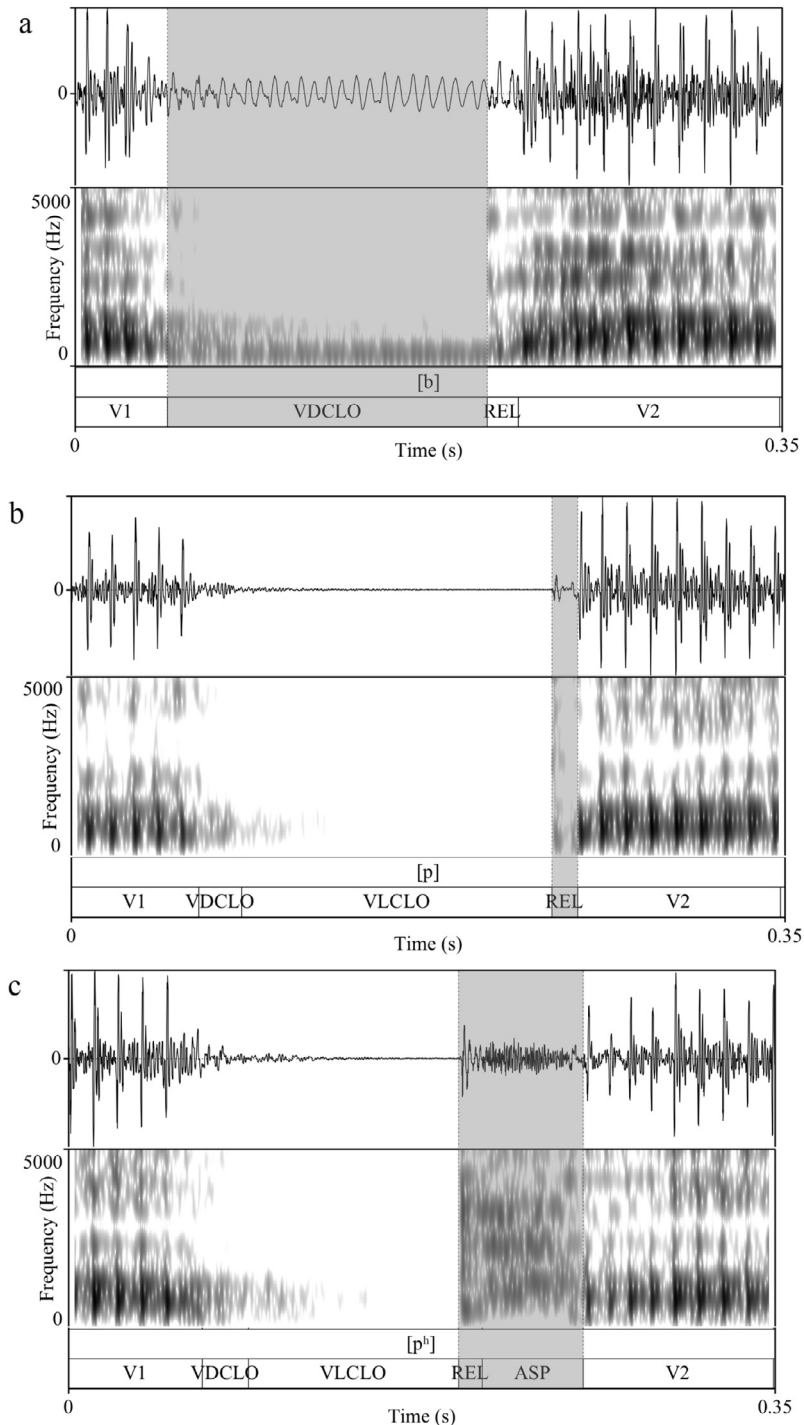 a
0
5000
Frequency (Hz)
0
[b]
V1 VDCLO REL V2
0 Time (s) 0.35
b
0
5000
Frequency (Hz)
0
[p]
V1 VDCLO VLCLO REL V2
0 Time (s) 0.35
c
0
5000
Frequency (Hz)
0
[pʰ]
V1 VDCLO VLCLO REL ASP V2
0 Time (s) 0.35